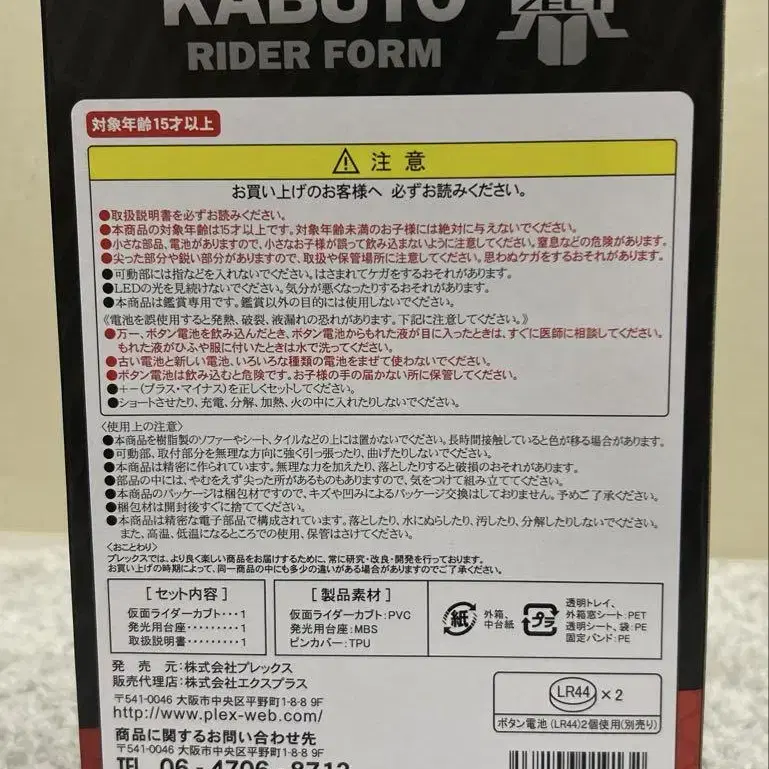 KABUTO
ZECT
RIDER FORM
対象年齢15才以上
⚠ 注意
お買い上げのお客様へ 必ずお読みください。
●取扱説明書を必ずお読みください。
●本商品の対象年齢は15才以上です。対象年齢未満のお子様には絶対に与えないでください。
●小さな部品、電池がありますので、小さなお子様が誤って飲み込まないように注意してください。窒息などの危険があります。
●尖った部分や鋭い部分がありますので、取扱や保管場所に注意してください。思わぬケガをするおそれがあります。
●可動部には指などを入れないでください。はさまれてケガをするおそれがあります。
●LEDの光を見続けないでください。気分が悪くなったりするおそれがあります。
●本商品は鑑賞専用です。鑑賞以外の目的には使用しないでください。
《電池を誤使用すると発熱、破裂、液漏れの恐れがあります。下記に注意してください。》
●万一、ボタン電池を飲み込んだとき、ボタン電池からもれた液が目に入ったときは、すぐに医師に相談してください。
もれた液がひふや服に付いたときは水で洗ってください。
●古い電池と新しい電池、いろいろな種類の電池をまぜて使わないでください。
●ボタン電池は飲み込むと危険です。お子様の手の届かない所に保管してください。
●+−(プラス・マイナス)を正しくセットしてください。
●ショートさせたり、充電、分解、加熱、火の中に入れたりしないでください。
〈使用上の注意〉
●本商品を樹脂製のソファーやシート、タイルなどの上には置かないでください。長時間接触していると色が移る場合があります。
●可動部、取付部分を無理な方向に強く引っ張ったり、曲げたりしないでください。
●本商品は精密に作られています。無理な力を加えたり、落としたりすると破損のおそれがあります。
●部品の中には、やむをえず尖った所があるものもありますので、気をつけて組み立ててください。
●本商品のパッケージは梱包材ですので、キズや凹みによるパッケージ交換はしておりません。予めご了承ください。
●梱包材は開封後すぐに捨ててください。
●本商品は精密な電子部品で構成されています。落としたり、水にぬらしたり、汚したり、分解したりしないでください。
また、高温、低温になるところでの使用、保管はさけてください。
〈おことわり〉
プレックスでは、より良く楽しい商品をお届けするために、常に研究・改良・開発を行っております。
お買い上げの時期によって、同一商品の中にも多少の違いがある場合がありますのでご了承ください。
[セット内容]
仮面ライダーカブト・・・1
発光用台座・・・・・・・・・1
取扱説明書・・・・・・・・・1
[製品素材]
仮面ライダーカブト:PVC
発光用台座:MBS
ピンカバー:TPU
紙
外箱、
中台紙
プラ
透明トレイ、
外箱窓シート:PET
透明シート、袋:PE
固定バンド:PE
発売元:株式会社プレックス
販売代理店:株式会社エクスプラス
〒541-0046 大阪市中央区平野町1-8-8 9F
http://www.plex-web.com/
LR44 ×2
ボタン電池(LR44)2個使用(別売り)
商品に関するお問い合わせ先
〒541-0046 大阪市中央区平野町1-8-8 9F
TEL 06-4706-8712